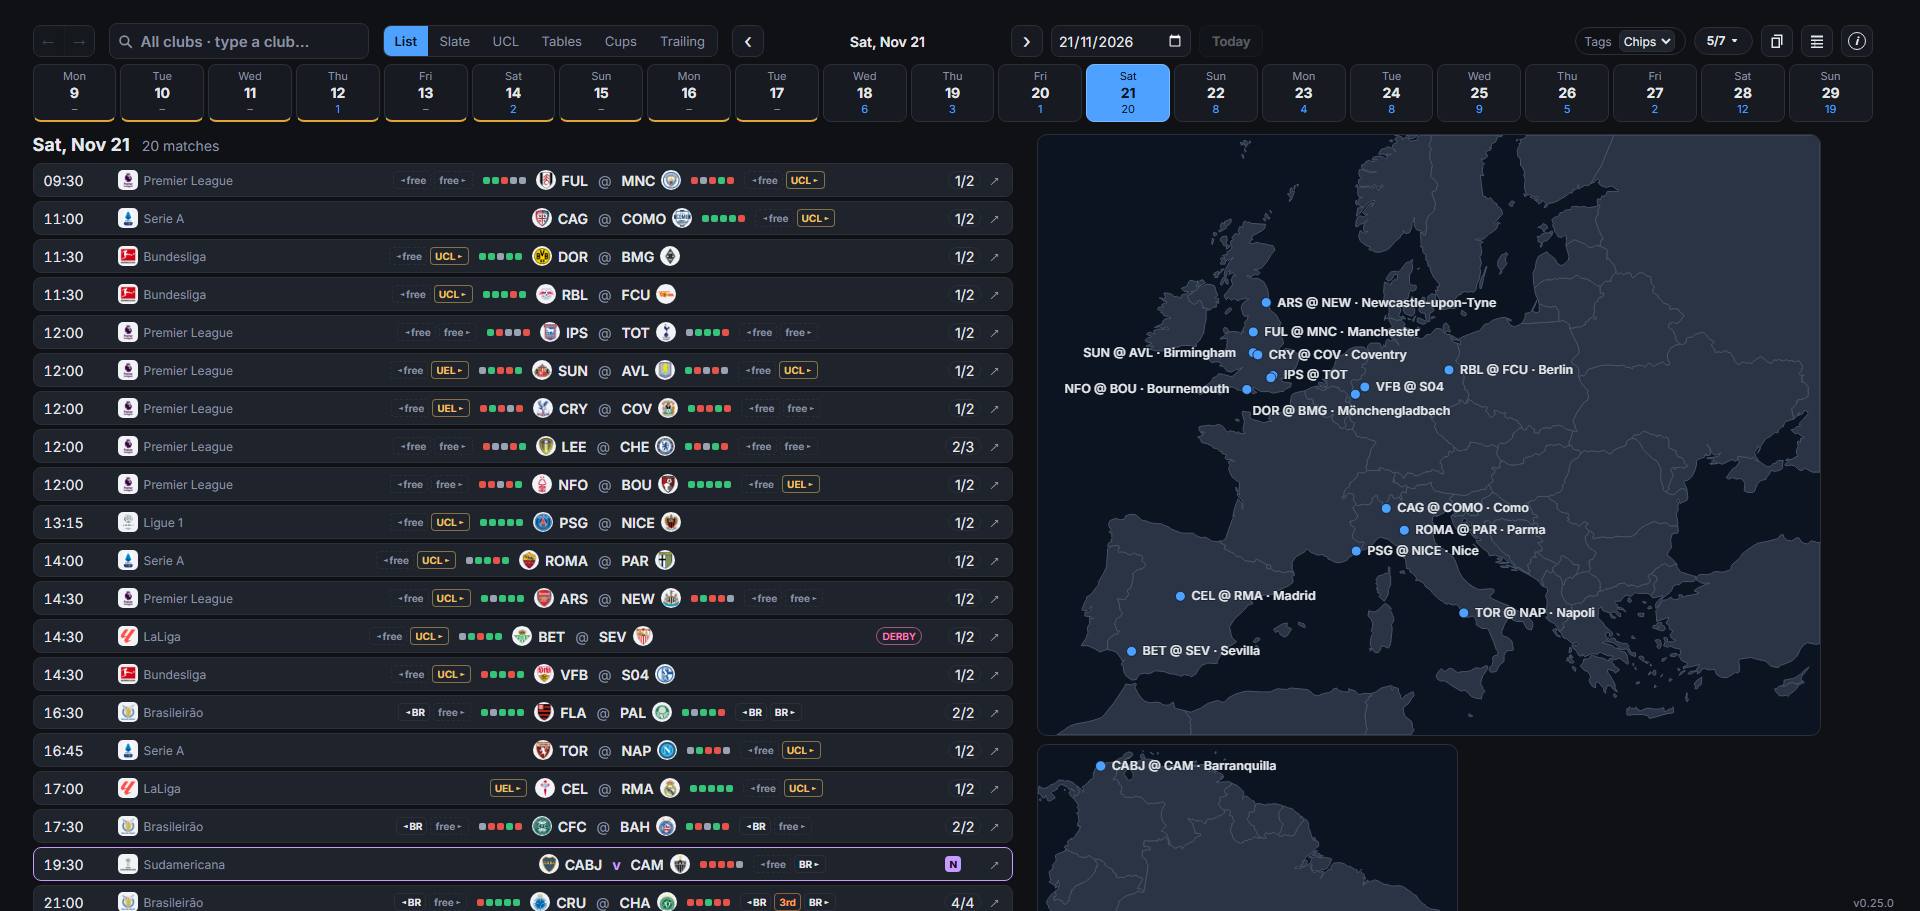 All clubs · type a club...
List Slate UCL Tables Cups Trailing
Sat, Nov 21
21/11/2026
Today
Tags Chips
5/7
Mon 9 –
Tue 10 –
Wed 11 –
Thu 12 1
Fri 13 –
Sat 14 2
Sun 15 –
Mon 16 –
Tue 17 –
Wed 18 6
Thu 19 3
Fri 20 1
Sat 21 20
Sun 22 8
Mon 23 4
Tue 24 8
Wed 25 9
Thu 26 5
Fri 27 2
Sat 28 12
Sun 29 19
Sat, Nov 21 20 matches
09:30 Premier League free free FUL @ MNC free UCL 1/2
11:00 Serie A CAG @ COMO free UCL 1/2
11:30 Bundesliga free UCL DOR @ BMG 1/2
11:30 Bundesliga free UCL RBL @ FCU 1/2
12:00 Premier League free free IPS @ TOT free free 1/2
12:00 Premier League free UEL SUN @ AVL free UCL 1/2
12:00 Premier League free UEL CRY @ COV free free 1/2
12:00 Premier League free free LEE @ CHE free free 2/3
12:00 Premier League free free NFO @ BOU free UEL 1/2
13:15 Ligue 1 free UCL PSG @ NICE 1/2
14:00 Serie A free UCL ROMA @ PAR 1/2
14:30 Premier League free UCL ARS @ NEW free free 1/2
14:30 LaLiga free UCL BET @ SEV DERBY 1/2
14:30 Bundesliga free UCL VFB @ S04 1/2
16:30 Brasileirão BR free FLA @ PAL BR BR 2/2
16:45 Serie A TOR @ NAP free UCL 1/2
17:00 LaLiga UEL CEL @ RMA free UCL 1/2
17:30 Brasileirão BR free CFC @ BAH BR free 2/2
19:30 Sudamericana CABJ v CAM free BR N
21:00 Brasileirão BR free CRU @ CHA BR 3rd BR 4/4
ARS @ NEW · Newcastle-upon-Tyne
FUL @ MNC · Manchester
SUN @ AVL · Birmingham
CRY @ COV · Coventry
IPS @ TOT
RBL @ FCU · Berlin
NFO @ BOU · Bournemouth
VFB @ S04
DOR @ BMG · Mönchengladbach
CAG @ COMO · Como
ROMA @ PAR · Parma
PSG @ NICE · Nice
CEL @ RMA · Madrid
TOR @ NAP · Napoli
BET @ SEV · Sevilla
CABJ @ CAM · Barranquilla
v0.25.0